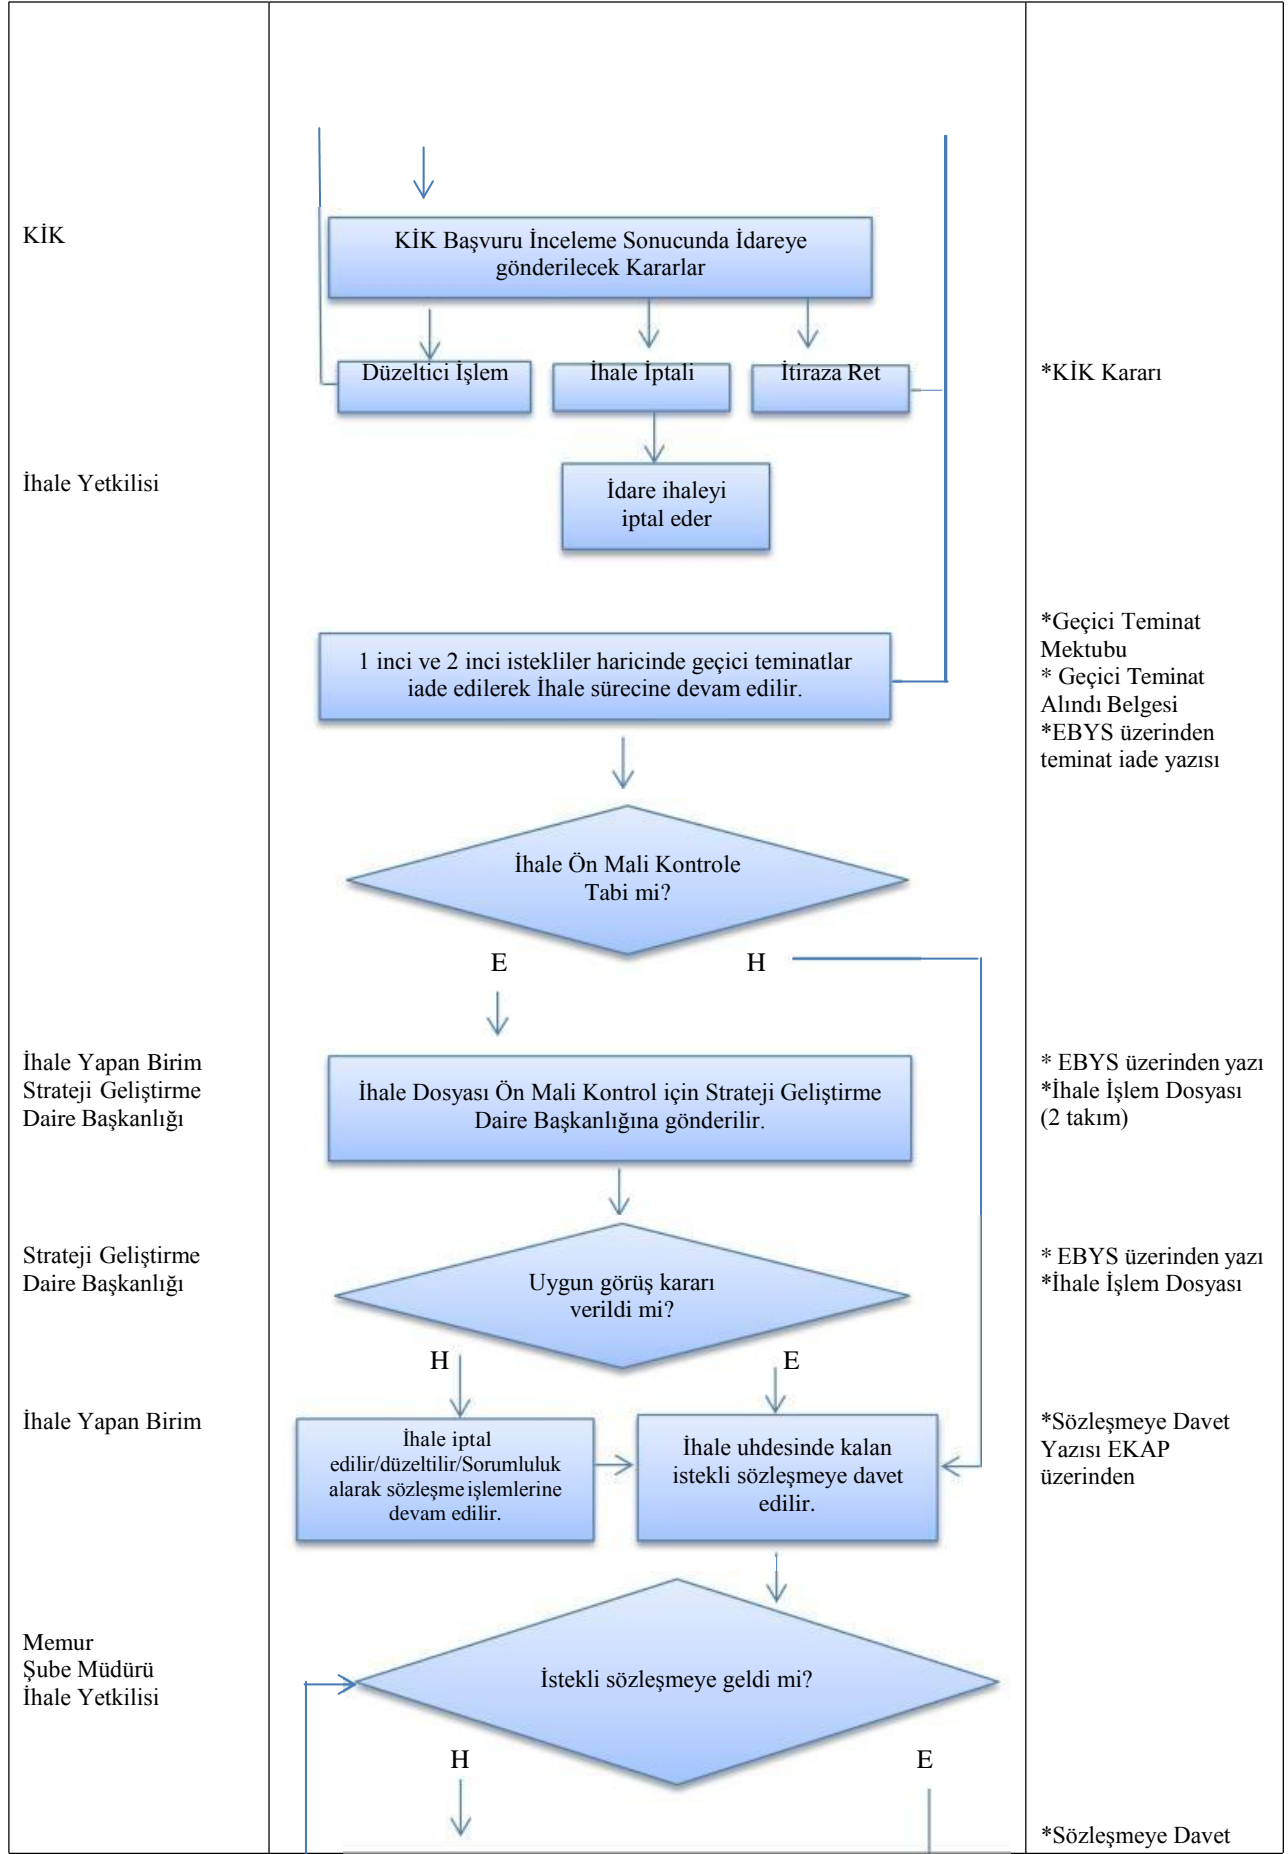 KİK
KİK Başvuru İnceleme Sonucunda İdareye
gönderilecek Kararlar
Düzeltici İşlem
İhale İptali
İtiraza Ret
*KİK Kararı
İhale Yetkilisi
İdare ihaleyi
iptal eder
1 inci ve 2 inci istekliler haricinde geçici teminatlar
iade edilerek İhale sürecine devam edilir.
*Geçici Teminat
Mektubu
* Geçici Teminat
Alındı Belgesi
*EBYS üzerinden
teminat iade yazısı
İhale Ön Mali Kontrole
Tabi mi?
E
H
İhale Yapan Birim
Strateji Geliştirme
Daire Başkanlığı
İhale Dosyası Ön Mali Kontrol için Strateji Geliştirme
Daire Başkanlığına gönderilir.
* EBYS üzerinden yazı
*İhale İşlem Dosyası
(2 takım)
Strateji Geliştirme
Daire Başkanlığı
Uygun görüş kararı
verildi mi?
* EBYS üzerinden yazı
*İhale İşlem Dosyası
H
E
İhale Yapan Birim
İhale iptal
edilir/düzeltilir/Sorumluluk
alarak sözleşme işlemlerine
devam edilir.
İhale uhdesinde kalan
istekli sözleşmeye davet
edilir.
*Sözleşmeye Davet
Yazısı EKAP
üzerinden
Memur
Şube Müdürü
İhale Yetkilisi
İstekli sözleşmeye geldi mi?
H
E
*Sözleşmeye Davet